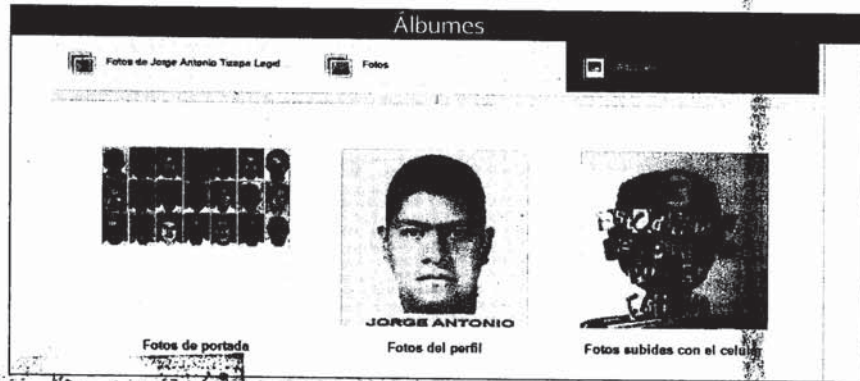 Álbumes
Fotos de Jorge Antonio Tizapa Legid
Fotos
JORGE ANTONIO
Fotos de portada
Fotos del perfil
Fotos subidas con el celular